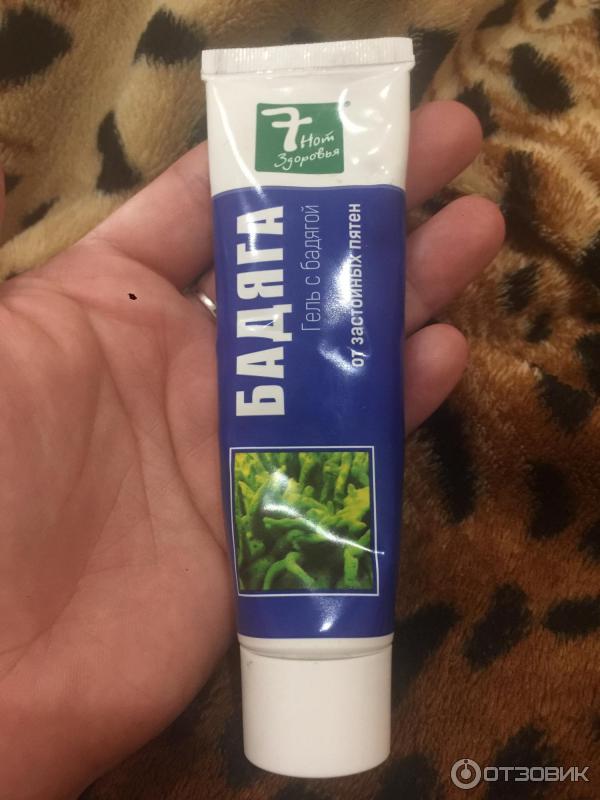 7 Нот
Здоровья
БАДЯГА
Гель с бадягой
от застойных пятен
ОТЗОВИК